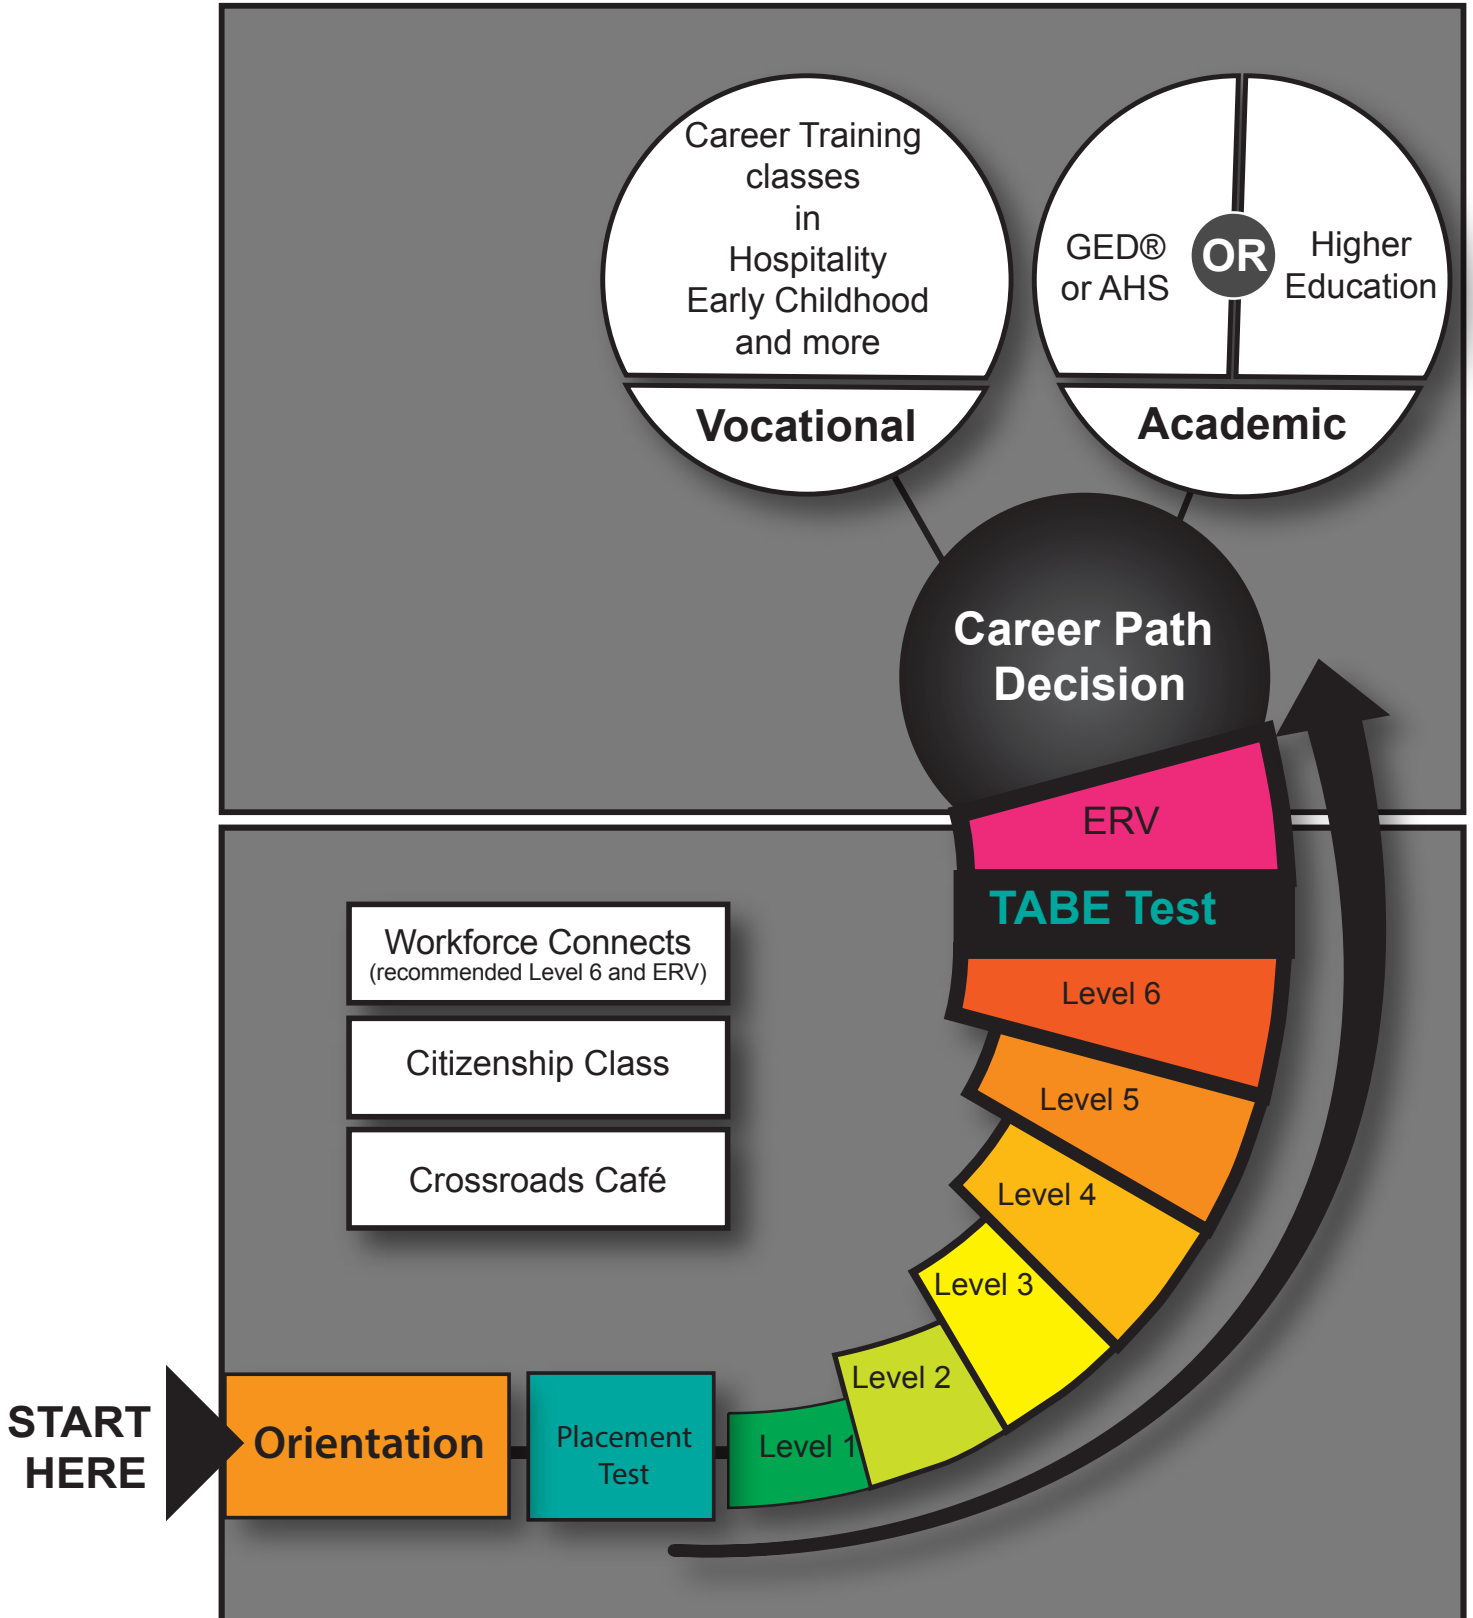 Career Training
classes
in
Hospitality
Early Childhood
and more
Vocational
GED®
or AHS
OR
Higher
Education
Academic
Career Path
Decision
ERV
TABE Test
Level 6
Level 5
Level 4
Level 3
Level 2
Level 1
Workforce Connects
(recommended Level 6 and ERV)
Citizenship Class
Crossroads Café
START
HERE
Orientation
Placement
Test